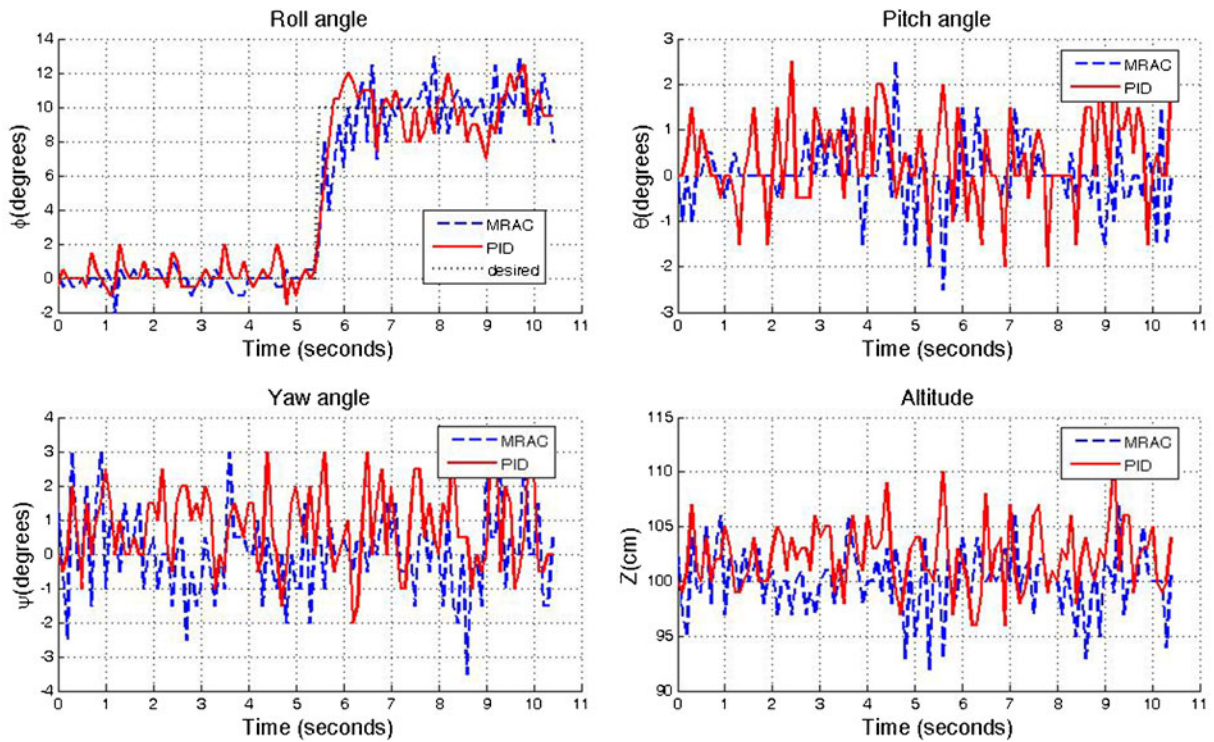 Roll angle
14
12
10
8
6
4
2
0
-2
ϕ(degrees)
MRAC
PID
desired
0 1 2 3 4 5 6 7 8 9 10 11
Time (seconds)
Pitch angle
3
2
1
0
-1
-2
-3
θ(degrees)
MRAC
PID
0 1 2 3 4 5 6 7 8 9 10 11
Time (seconds)
Yaw angle
4
3
2
1
0
-1
-2
-3
-4
ψ(degrees)
MRAC
PID
0 1 2 3 4 5 6 7 8 9 10 11
Time (seconds)
Altitude
115
110
105
100
95
90
Z(cm)
MRAC
PID
0 1 2 3 4 5 6 7 8 9 10 11
Time (seconds)